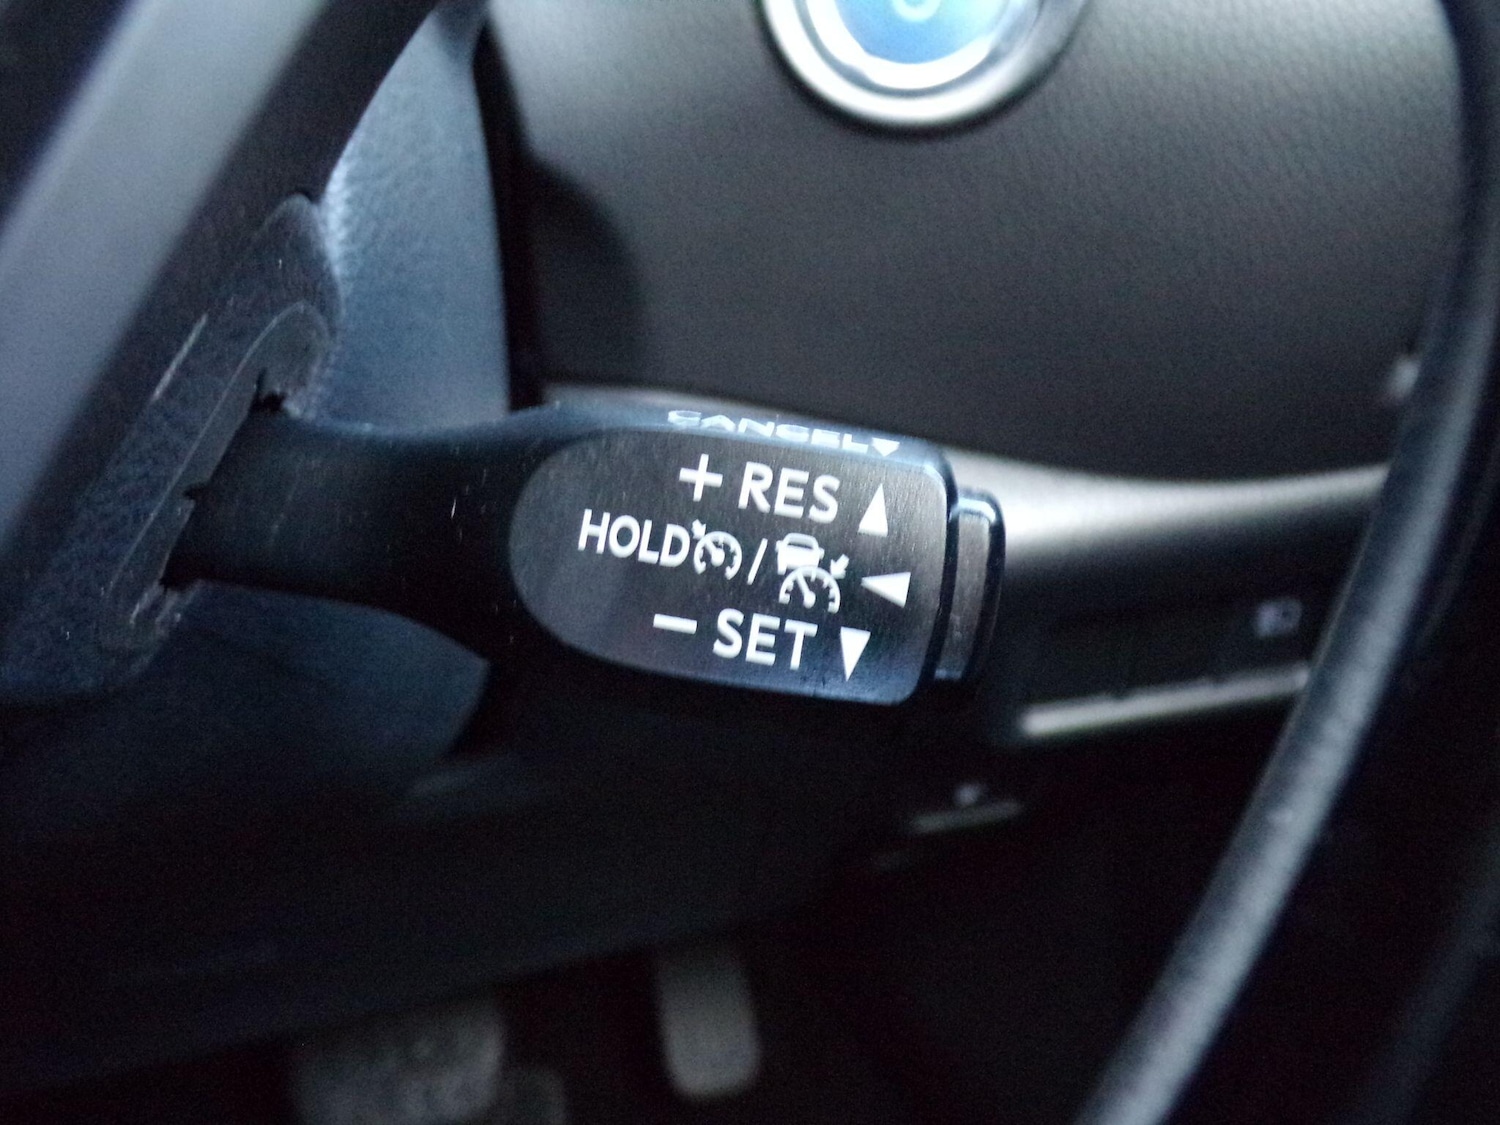 CANCEL
+ RES
HOLD /
− SET